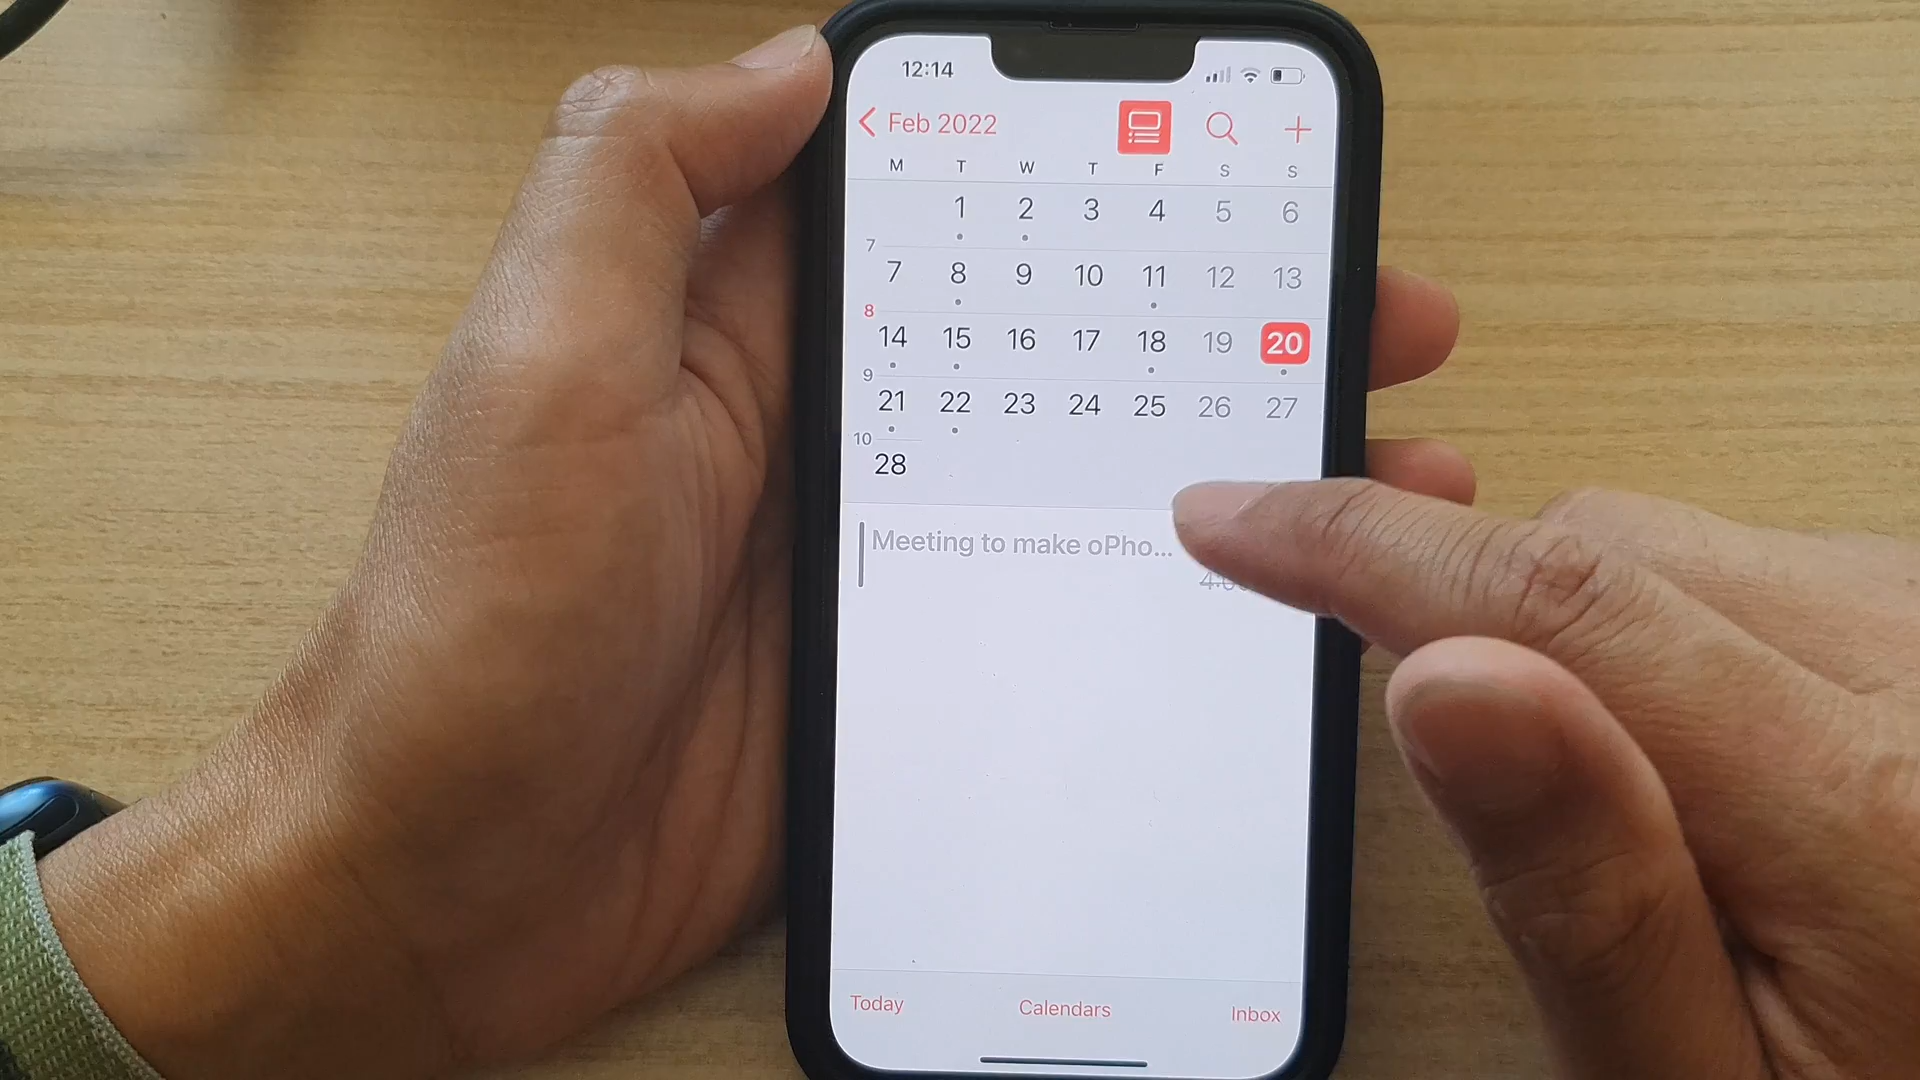 12:14
Feb 2022
M T W T F S S
1 2 3 4 5 6
7
7 8 9 10 11 12 13
8
14 15 16 17 18 19 20
9
21 22 23 24 25 26 27
10
28
Meeting to make oPho...
Today Calendars Inbox